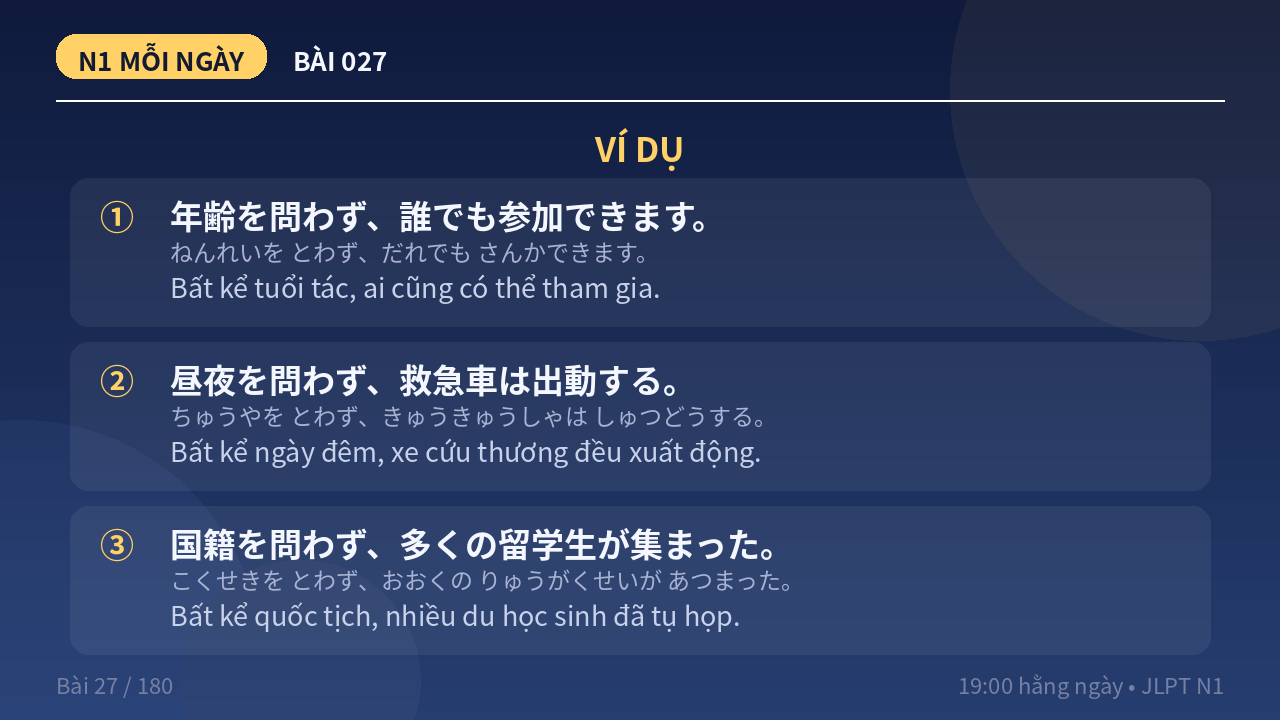 N1 MỖI NGÀY BÀI 027
VÍ DỤ
① 年齢を問わず、誰でも参加できます。
ねんれいを とわず、だれでも さんかできます。
Bất kể tuổi tác, ai cũng có thể tham gia.
② 昼夜を問わず、救急車は出動する。
ちゅうやを とわず、きゅうきゅうしゃは しゅつどうする。
Bất kể ngày đêm, xe cứu thương đều xuất động.
③ 国籍を問わず、多くの留学生が集まった。
こくせきを とわず、おおくの りゅうがくせいが あつまった。
Bất kể quốc tịch, nhiều du học sinh đã tụ họp.
Bài 27 / 180
19:00 hằng ngày • JLPT N1